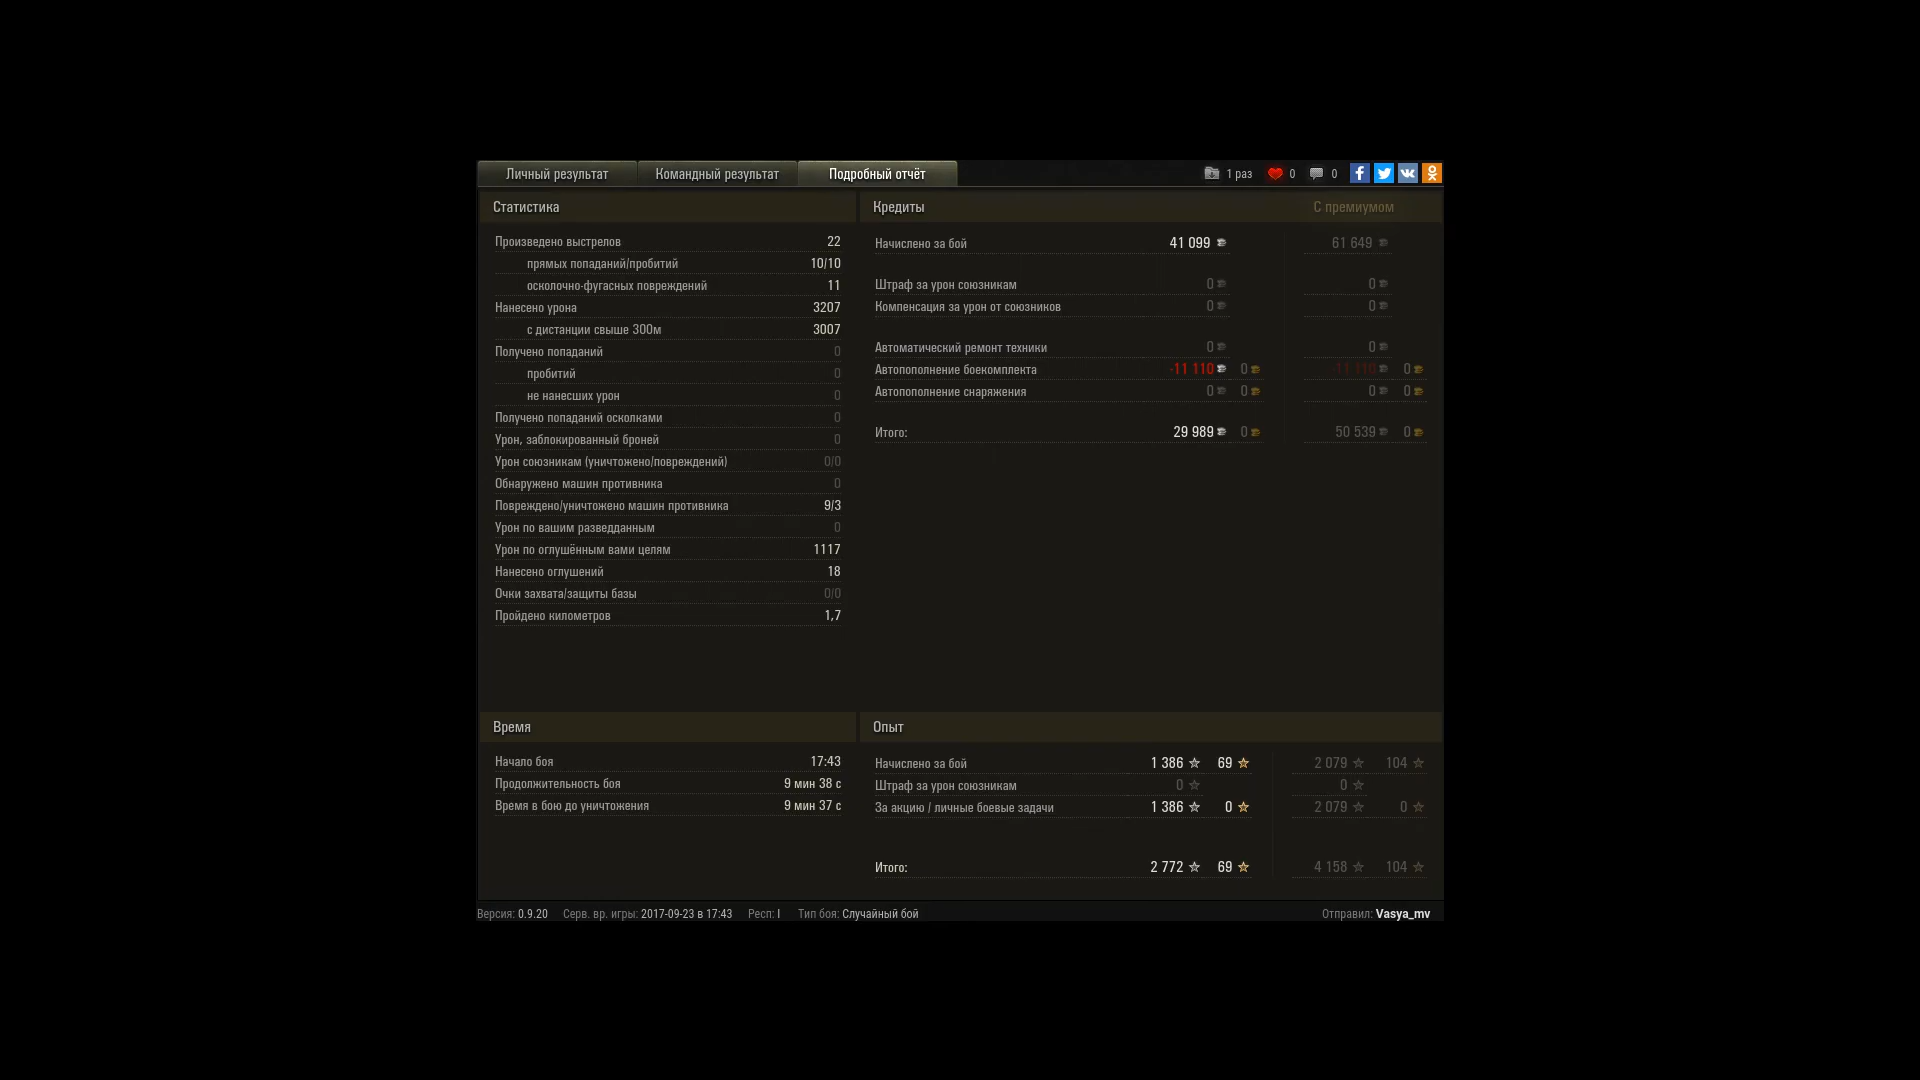 Личный результат Командный результат Подробный отчёт 1 раз 0 0
Статистика
Произведено выстрелов 22
прямых попаданий/пробитий 10/10
осколочно-фугасных повреждений 11
Нанесено урона 3207
с дистанции свыше 300м 3007
Получено попаданий 0
пробитий 0
не нанесших урон 0
Получено попаданий осколками 0
Урон, заблокированный броней 0
Урон союзникам (уничтожено/повреждений) 0/0
Обнаружено машин противника 0
Повреждено/уничтожено машин противника 9/3
Урон по вашим разведданным 0
Урон по оглушённым вами целям 1117
Нанесено оглушений 18
Очки захвата/защиты базы 0/0
Пройдено километров 1,7
Кредиты С премиумом
Начислено за бой 41 099 61 649
Штраф за урон союзникам 0 0
Компенсация за урон от союзников 0 0
Автоматический ремонт техники 0 0
Автопополнение боекомплекта -11 110 0 -11 110 0
Автопополнение снаряжения 0 0 0 0
Итого: 29 989 0 50 539 0
Время
Начало боя 17:43
Продолжительность боя 9 мин 38 с
Время в бою до уничтожения 9 мин 37 с
Опыт
Начислено за бой 1 386 69 2 079 104
Штраф за урон союзникам 0 0
За акцию / личные боевые задачи 1 386 0 2 079 0
Итого: 2 772 69 4 158 104
Версия: 0.9.20 Серв. вр. игры: 2017-09-23 в 17:43 Респ: I Тип боя: Случайный бой Отправил: Vasya_mv